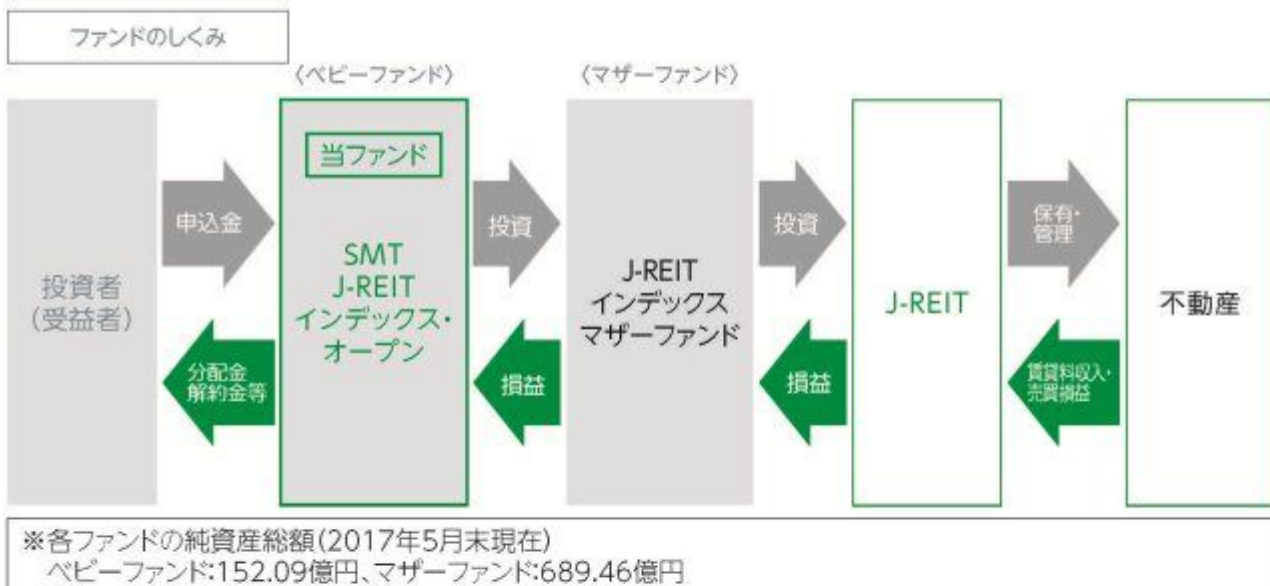 ファンドのしくみ
〈ベビーファンド〉
〈マザーファンド〉
投資者
(受益者)
申込金
分配金
解約金等
当ファンド
SMT
J-REIT
インデックス・
オープン
投資
損益
J-REIT
インデックス
マザーファンド
投資
損益
J-REIT
保有・
管理
賃貸料収入・
売買損益
不動産
※各ファンドの純資産総額(2017年5月末現在)
ベビーファンド:152.09億円、マザーファンド:689.46億円